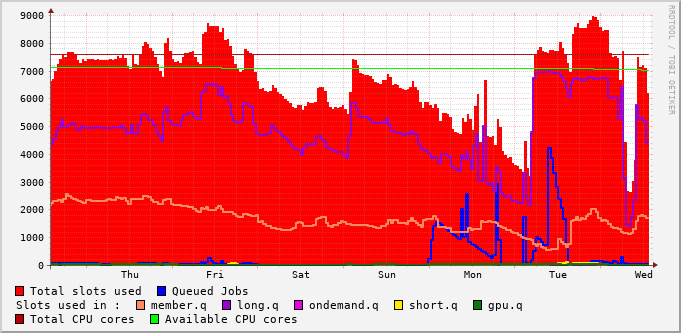 9000
8000
7000
6000
5000
4000
3000
2000
1000
0
Thu Fri Sat Sun Mon Tue Wed
RRDTOOL / TOBI OETIKER
Total slots used Queued Jobs
Slots used in : member.q long.q ondemand.q short.q gpu.q
Total CPU cores Available CPU cores